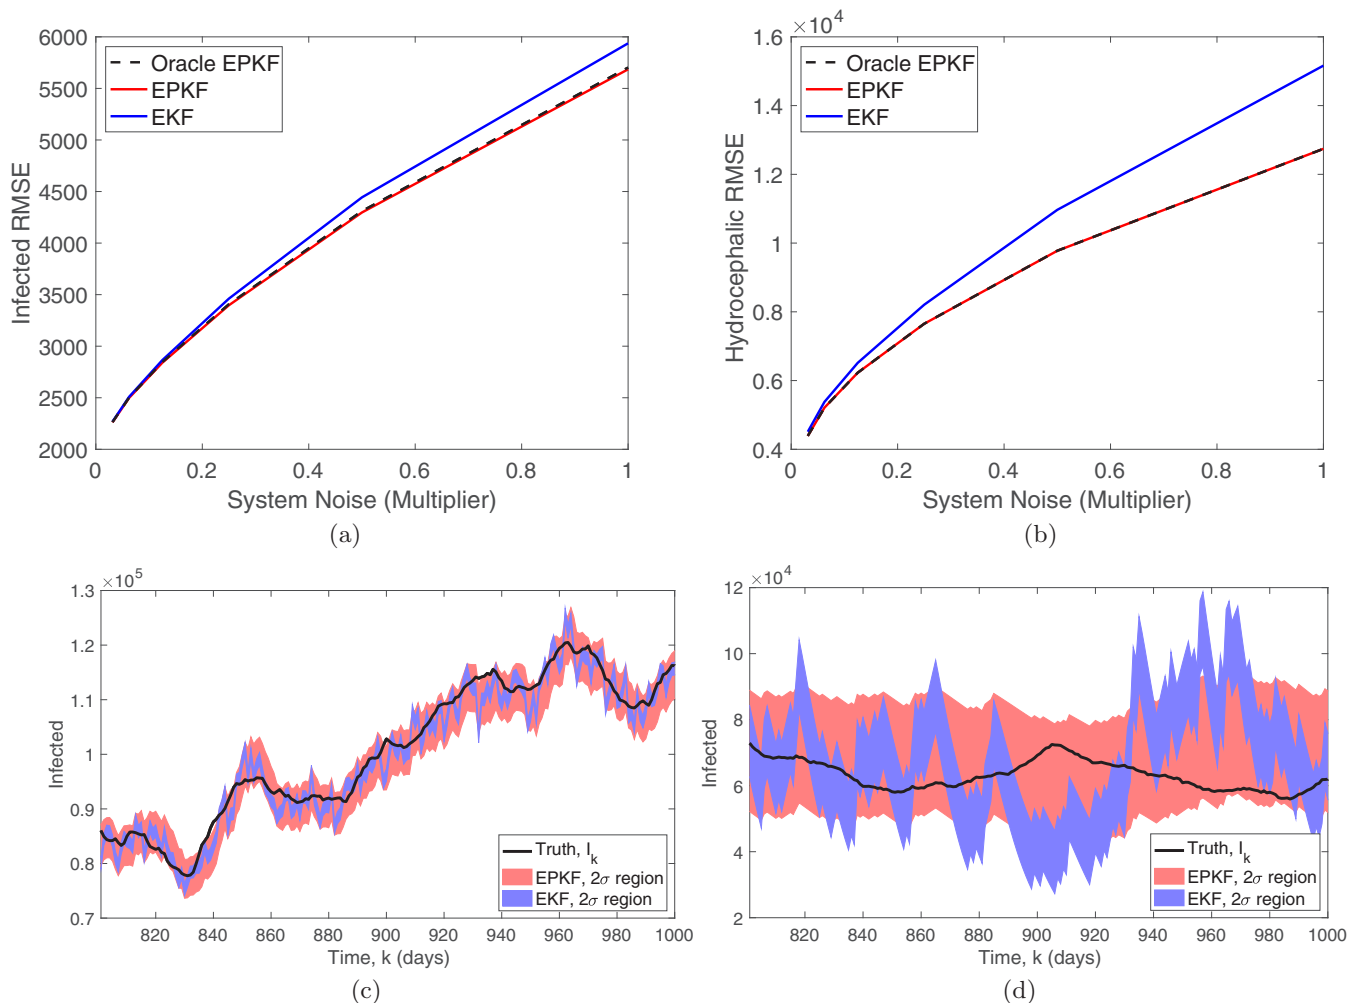 6000
5500
5000
4500
4000
3500
3000
2500
2000
Infected RMSE
Oracle EPKF
EPKF
EKF
0 0.2 0.4 0.6 0.8 1
System Noise (Multiplier)
(a)
×10⁴
1.6
1.4
1.2
1
0.8
0.6
0.4
Hydrocephalic RMSE
Oracle EPKF
EPKF
EKF
0 0.2 0.4 0.6 0.8 1
System Noise (Multiplier)
(b)
×10⁵
1.3
1.2
1.1
1
0.9
0.8
0.7
Infected
Truth, I_k
EPKF, 2σ region
EKF, 2σ region
820 840 860 880 900 920 940 960 980 1000
Time, k (days)
(c)
×10⁴
12
10
8
6
4
2
Infected
Truth, I_k
EPKF, 2σ region
EKF, 2σ region
820 840 860 880 900 920 940 960 980 1000
Time, k (days)
(d)